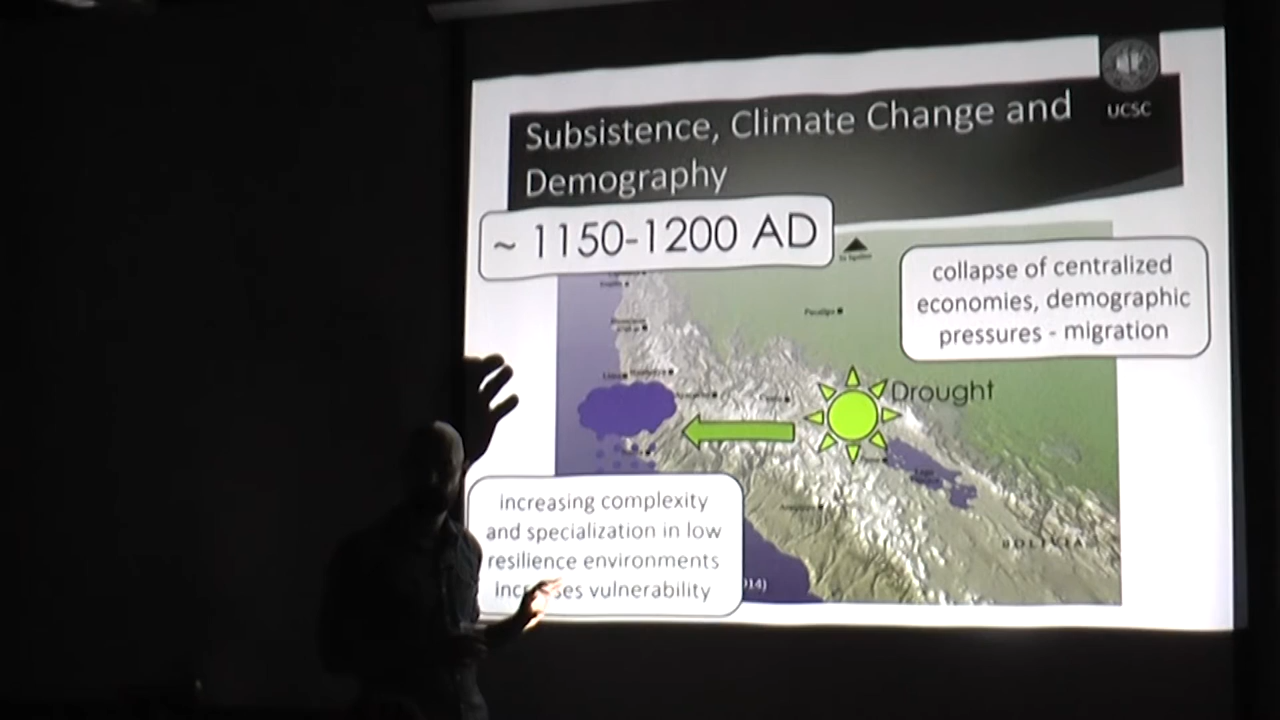 UCSC
Subsistence, Climate Change and
Demography
~ 1150-1200 AD
collapse of centralized
economies, demographic
pressures - migration
Drought
increasing complexity
and specialization in low
resilience environments
vulnerability
BOLIVIA